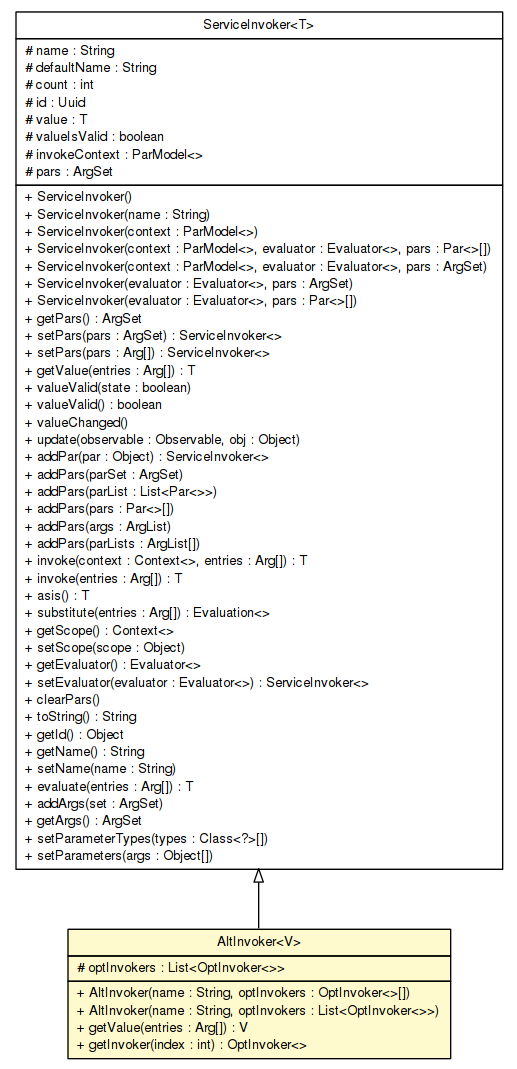 ServiceInvoker<T>
# name : String
# defaultName : String
# count : int
# id : Uuid
# value : T
# valueIsValid : boolean
# invokeContext : ParModel<>
# pars : ArgSet
+ ServiceInvoker()
+ ServiceInvoker(name : String)
+ ServiceInvoker(context : ParModel<>)
+ ServiceInvoker(context : ParModel<>, evaluator : Evaluator<>, pars : Par<>[])
+ ServiceInvoker(context : ParModel<>, evaluator : Evaluator<>, pars : ArgSet)
+ ServiceInvoker(evaluator : Evaluator<>, pars : ArgSet)
+ ServiceInvoker(evaluator : Evaluator<>, pars : Par<>[])
+ getPars() : ArgSet
+ setPars(pars : ArgSet) : ServiceInvoker<>
+ setPars(pars : Arg[]) : ServiceInvoker<>
+ getValue(entries : Arg[]) : T
+ valueValid(state : boolean)
+ valueValid() : boolean
+ valueChanged()
+ update(observable : Observable, obj : Object)
+ addPar(par : Object) : ServiceInvoker<>
+ addPars(parSet : ArgSet)
+ addPars(parList : List<Par<>>)
+ addPars(pars : Par<>[])
+ addPars(args : ArgList)
+ addPars(parLists : ArgList[])
+ invoke(context : Context<>, entries : Arg[]) : T
+ invoke(entries : Arg[]) : T
+ asis() : T
+ substitute(entries : Arg[]) : Evaluation<>
+ getScope() : Context<>
+ setScope(scope : Object)
+ getEvaluator() : Evaluator<>
+ setEvaluator(evaluator : Evaluator<>) : ServiceInvoker<>
+ clearPars()
+ toString() : String
+ getId() : Object
+ getName() : String
+ setName(name : String)
+ evaluate(entries : Arg[]) : T
+ addArgs(set : ArgSet)
+ getArgs() : ArgSet
+ setParameterTypes(types : Class<?>[])
+ setParameters(args : Object[])
AltInvoker<V>
# optInvokers : List<OptInvoker<>>
+ AltInvoker(name : String, optInvokers : OptInvoker<>[])
+ AltInvoker(name : String, optInvokers : List<OptInvoker<>>)
+ getValue(entries : Arg[]) : V
+ getInvoker(index : int) : OptInvoker<>